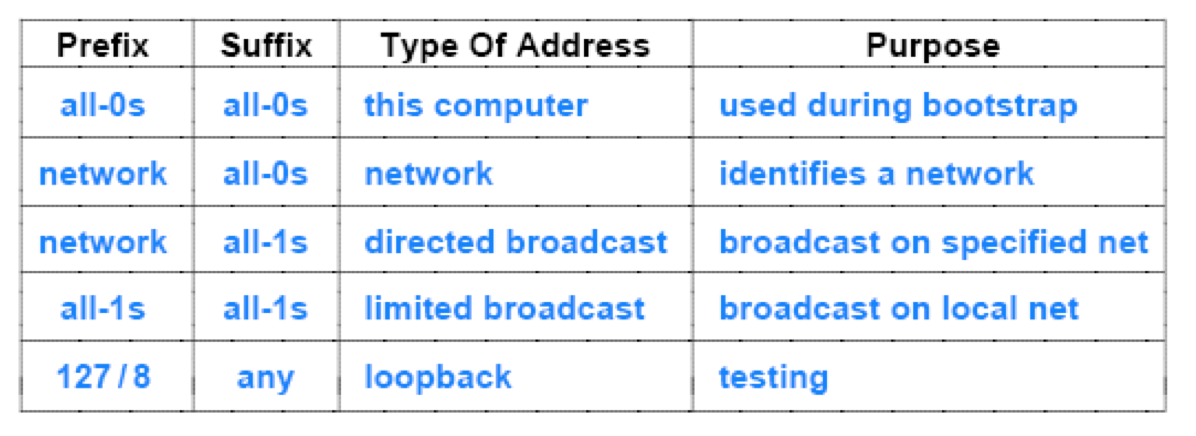 Prefix Suffix Type Of Address Purpose
all-0s all-0s this computer used during bootstrap
network all-0s network identifies a network
network all-1s directed broadcast broadcast on specified net
all-1s all-1s limited broadcast broadcast on local net
127 / 8 any loopback testing